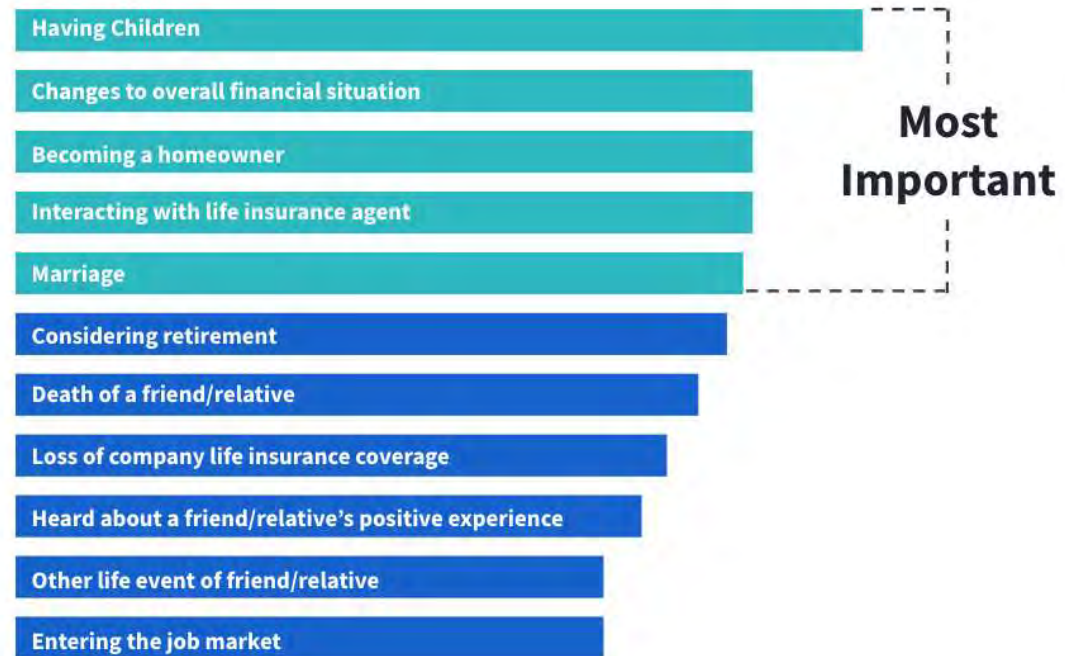 Having Children
Changes to overall financial situation
Becoming a homeowner
Interacting with life insurance agent
Marriage
Most
Important
Considering retirement
Death of a friend/relative
Loss of company life insurance coverage
Heard about a friend/relative's positive experience
Other life event of friend/relative
Entering the job market